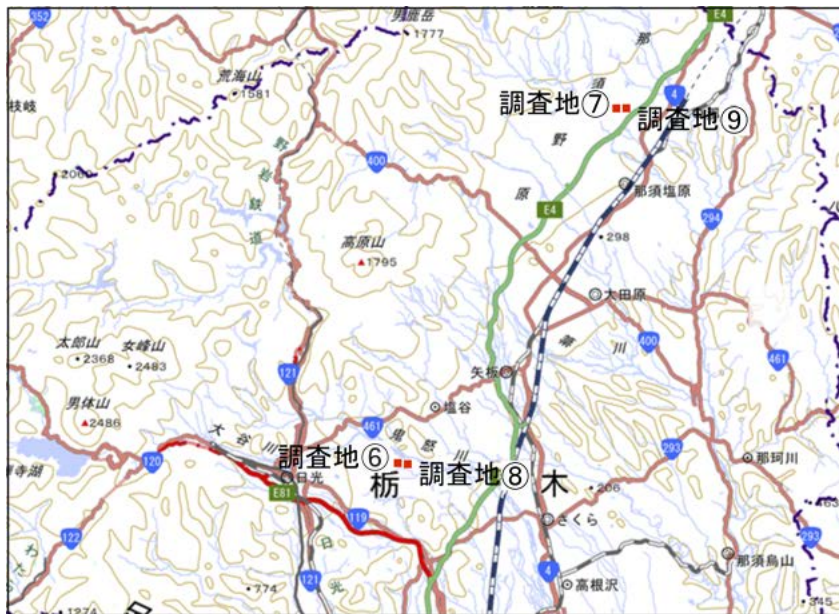 352
男鹿岳
1777
E4
那
荒海山
1581
枝岐
須
4
調査地⑦
調査地⑨
野
野岩鉄道
2060
400
那須塩原
原
E4
294
高原山
1795
298
大田原
太郎山
2368
女峰山
2483
121
箒川
400
461
矢板
男体山
2486
塩谷
461
大谷川
鬼怒川
293
調査地⑥
調査地⑧
那珂川
120
日光
栃
木
206
E81
119
さくら
293
122
日光
121
4
那須烏山
774
高根沢
1274
345